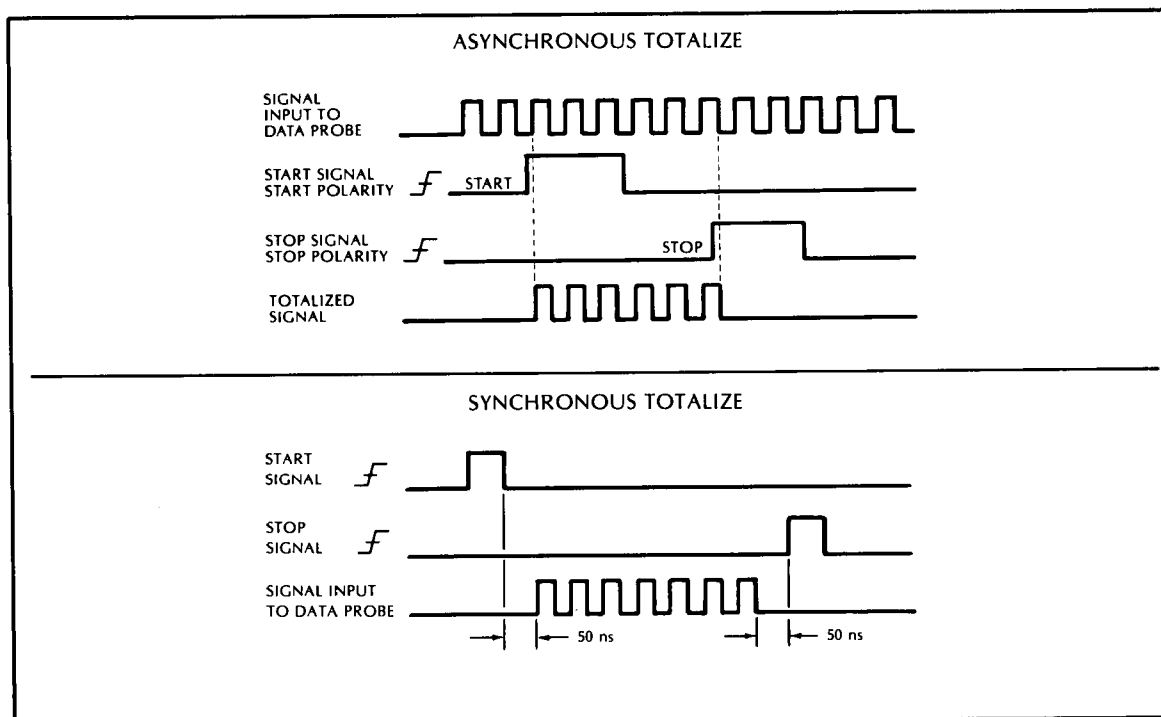 ASYNCHRONOUS TOTALIZE
SIGNAL
INPUT TO
DATA PROBE
START SIGNAL
START POLARITY
START
STOP SIGNAL
STOP POLARITY
STOP
TOTALIZED
SIGNAL
SYNCHRONOUS TOTALIZE
START
SIGNAL
STOP
SIGNAL
SIGNAL INPUT
TO DATA PROBE
50 ns
50 ns